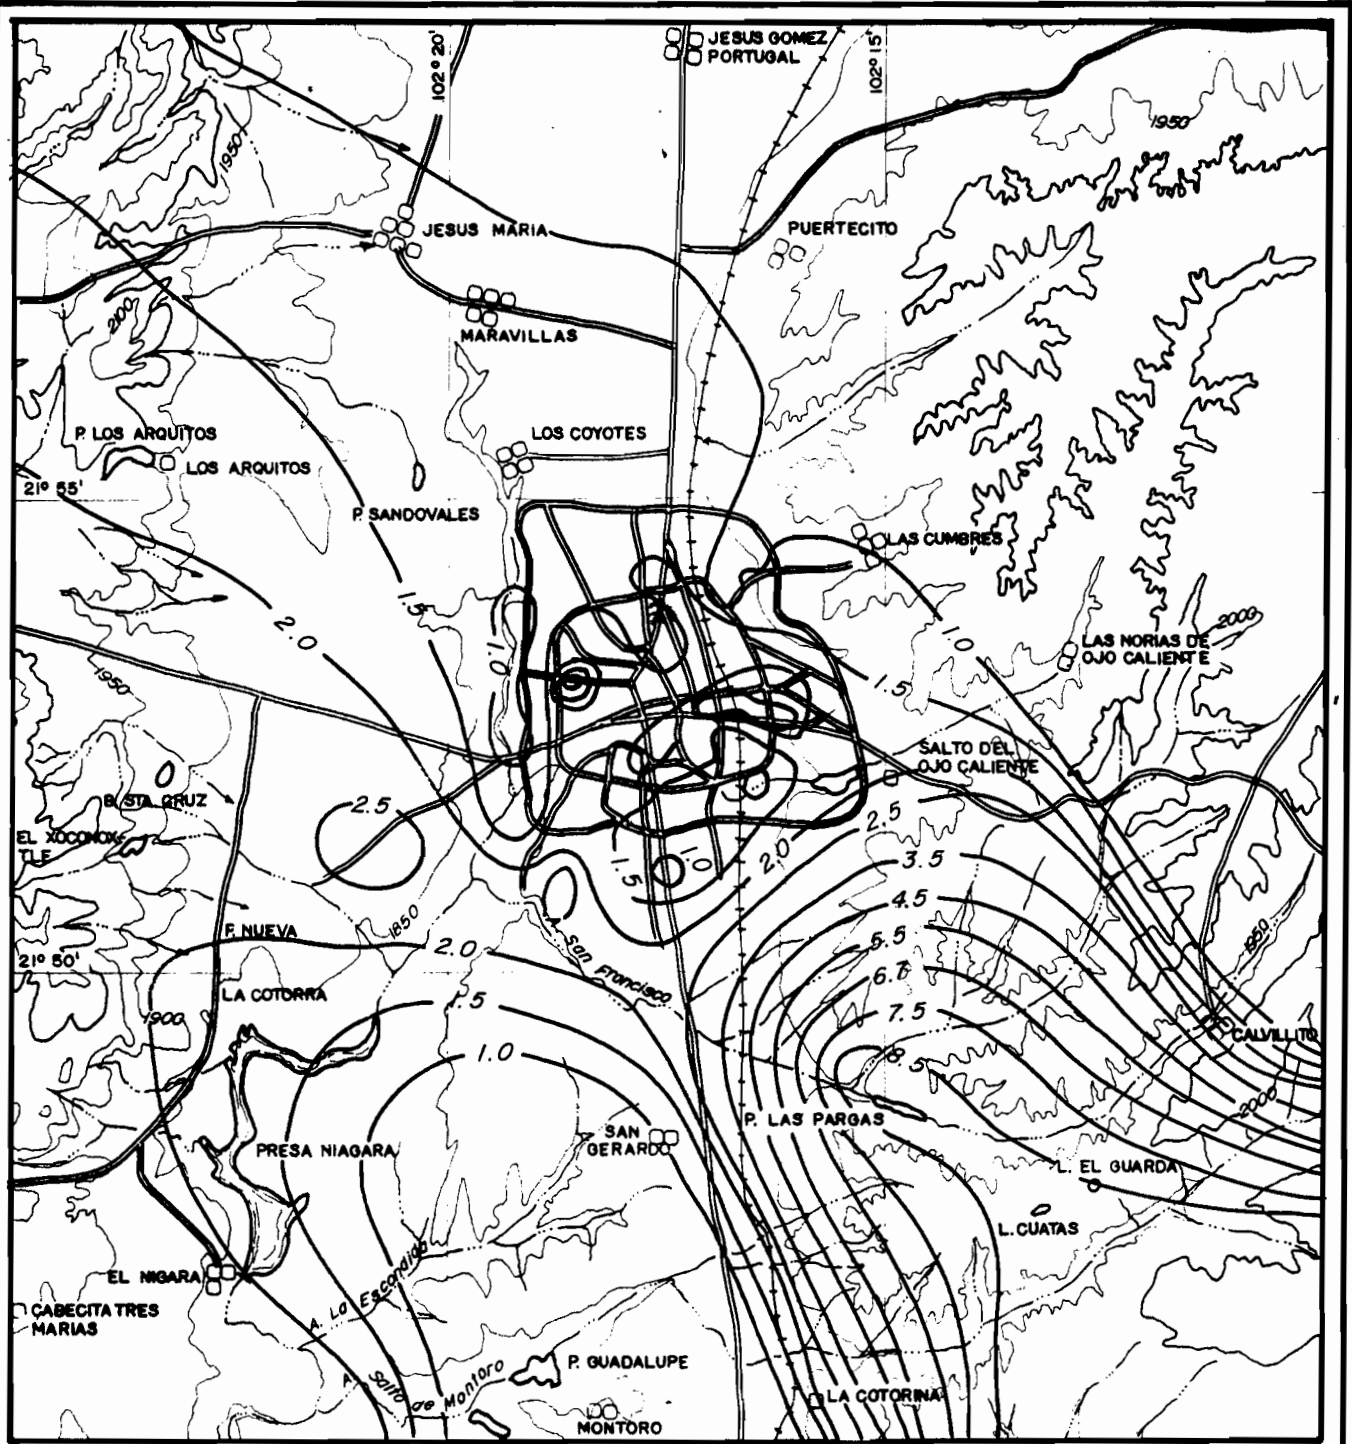 JESUS GOMEZ
PORTUGAL
102° 20'
102° 15'
1950
1950
JESUS MARIA
PUERTECITO
2100
MARAVILLAS
P. LOS ARQUITOS
LOS ARQUITOS
LOS COYOTES
21° 55'
P. SANDOVALES
LAS CUMBRES
1.5
2.0
1.0
1.0
2000
LAS NORIAS DE
OJO CALIENTE
1950
1.5
SALTO DEL
OJO CALIENTE
B. STA. CRUZ
2.5
2.5
EL XOCONOX-
TLE
1.5
1.0
2.0
3.5
4.5
1850
F. NUEVA
2.0
A. San Francisco
5.5
1950
21° 50'
6.7
LA COTORRA
1.5
7.5
1900
CALVILLITO
1.0
8.5
2000
P. LAS PARGAS
SAN
GERARDO
PRESA NIAGARA
L. EL GUARDA
L. CUATAS
EL NIGARA
A. La Escondida
CABECITA TRES
MARIAS
P. GUADALUPE
A. Salto de Montoro
LA COTORINA
MONTORO